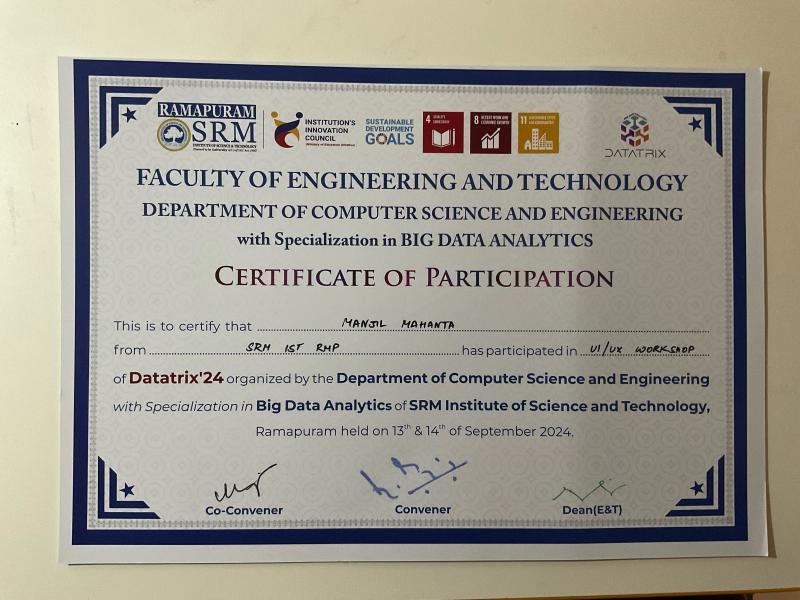 RAMAPURAM
SRM
INSTITUTE OF SCIENCE & TECHNOLOGY
INSTITUTION'S
INNOVATION
COUNCIL
(Ministry of Education Initiative)
SUSTAINABLE
DEVELOPMENT
GOALS
4 QUALITY EDUCATION
8 DECENT WORK AND ECONOMIC GROWTH
11 SUSTAINABLE CITIES AND COMMUNITIES
DATATRIX
FACULTY OF ENGINEERING AND TECHNOLOGY
DEPARTMENT OF COMPUTER SCIENCE AND ENGINEERING
with Specialization in BIG DATA ANALYTICS
CERTIFICATE OF PARTICIPATION
This is to certify that MANJIL MAHANTA
from SRM IST RMP has participated in UI/UX WORKSHOP
of Datatrix'24 organized by the Department of Computer Science and Engineering
with Specialization in Big Data Analytics of SRM Institute of Science and Technology,
Ramapuram held on 13th & 14th of September 2024.
Co-Convener
Convener
Dean(E&T)